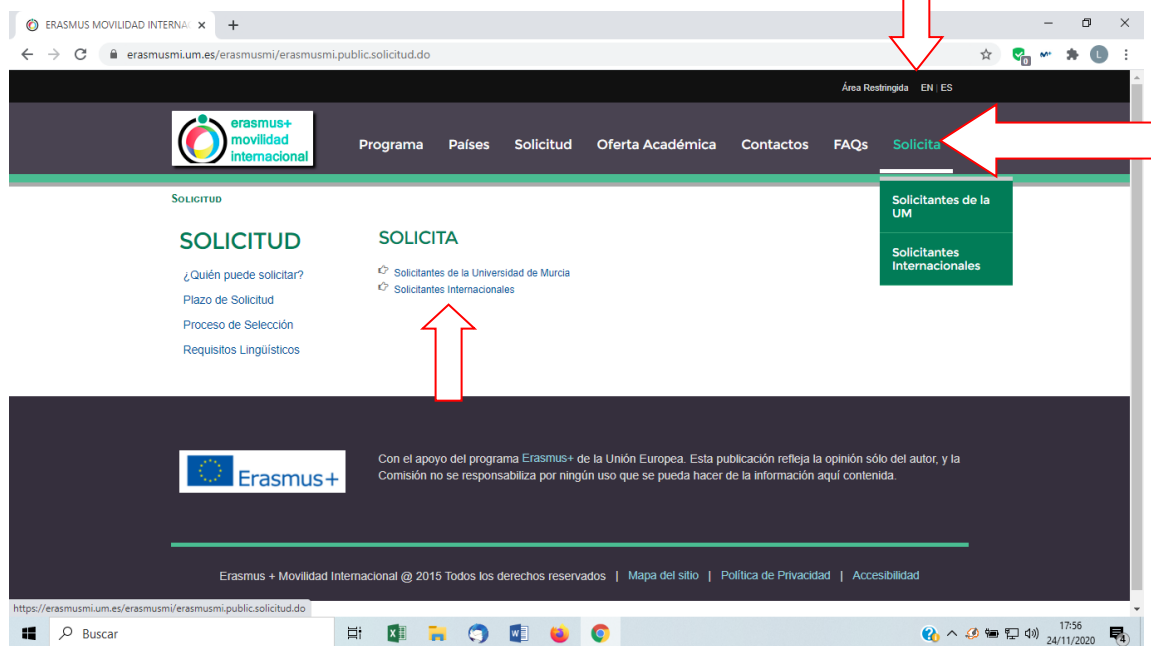 ERASMUS MOVILIDAD INTERNAC
erasmusmi.um.es/erasmusmi/erasmusmi.public.solicitud.do
0
L
Área Restringida EN | ES
erasmus+
movilidad
internacional
Programa Países Solicitud Oferta Académica Contactos FAQs Solicita
Solicitantes de la
UM
Solicitantes
Internacionales
Solicitud
SOLICITUD
¿Quién puede solicitar?
Plazo de Solicitud
Proceso de Selección
Requisitos Lingüísticos
SOLICITA
Solicitantes de la Universidad de Murcia
Solicitantes Internacionales
Erasmus+
Con el apoyo del programa Erasmus+ de la Unión Europea. Esta publicación refleja la opinión sólo del autor, y la
Comisión no se responsabiliza por ningún uso que se pueda hacer de la información aquí contenida.
Erasmus + Movilidad Internacional @ 2015 Todos los derechos reservados | Mapa del sitio | Política de Privacidad | Accesibilidad
https://erasmusmi.um.es/erasmusmi/erasmusmi.public.solicitud.do
Buscar
17:56
24/11/2020
4